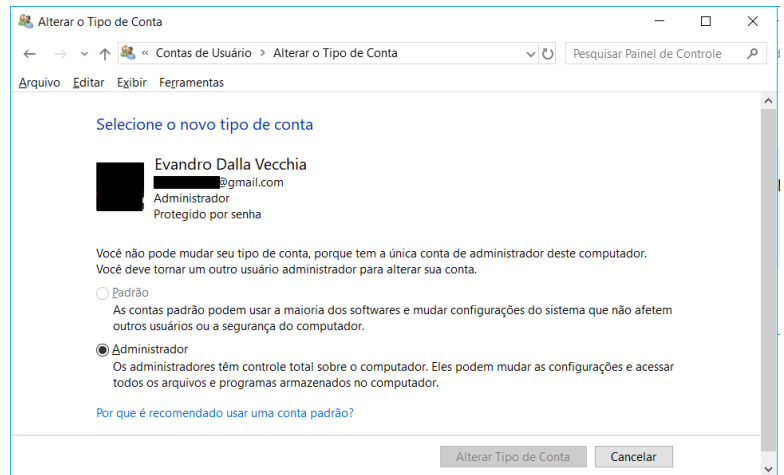 Alterar o Tipo de Conta
« Contas de Usuário > Alterar o Tipo de Conta
Pesquisar Painel de Controle
Arquivo Editar Exibir Ferramentas
Selecione o novo tipo de conta
Evandro Dalla Vecchia
@gmail.com
Administrador
Protegido por senha
Você não pode mudar seu tipo de conta, porque tem a única conta de administrador deste computador.
Você deve tornar um outro usuário administrador para alterar sua conta.
Padrão
As contas padrão podem usar a maioria dos softwares e mudar configurações do sistema que não afetem
outros usuários ou a segurança do computador.
Administrador
Os administradores têm controle total sobre o computador. Eles podem mudar as configurações e acessar
todos os arquivos e programas armazenados no computador.
Por que é recomendado usar uma conta padrão?
Alterar Tipo de Conta Cancelar